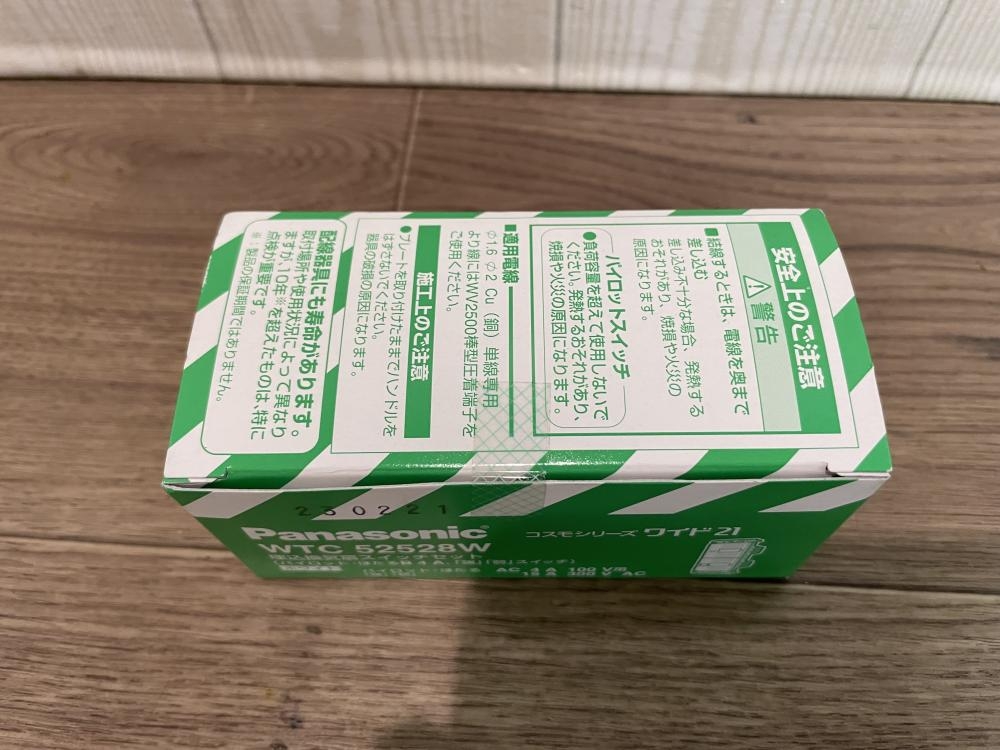 安全上のご注意
警告
■結線するときは、電線を奥まで
差し込む
差し込み不十分な場合、発熱する
おそれがあり、焼損や火災の
原因になります。
パイロットスイッチ
●負荷容量を超えて使用しないで
ください。発熱するおそれがあり、
焼損や火災の原因になります。
■適用電線
φ1.6 φ2 Cu（銅）単線専用
より線にはWV2500棒型圧着端子を
ご使用ください。
施工上のご注意
●プレートを取り付けたままでハンドルを
はずさないでください。
器具の破損の原因になります。
配線器具にも寿命があります。
取付場所や使用状況によって異なり
ますが、10年※を超えたものは、特に
点検が重要です。
※：製品の保証期間ではありません。
230221
Panasonic
コスモシリーズ ワイド21
WTC 52528W
AC 4 A 100 V用
15 A 300 V AC